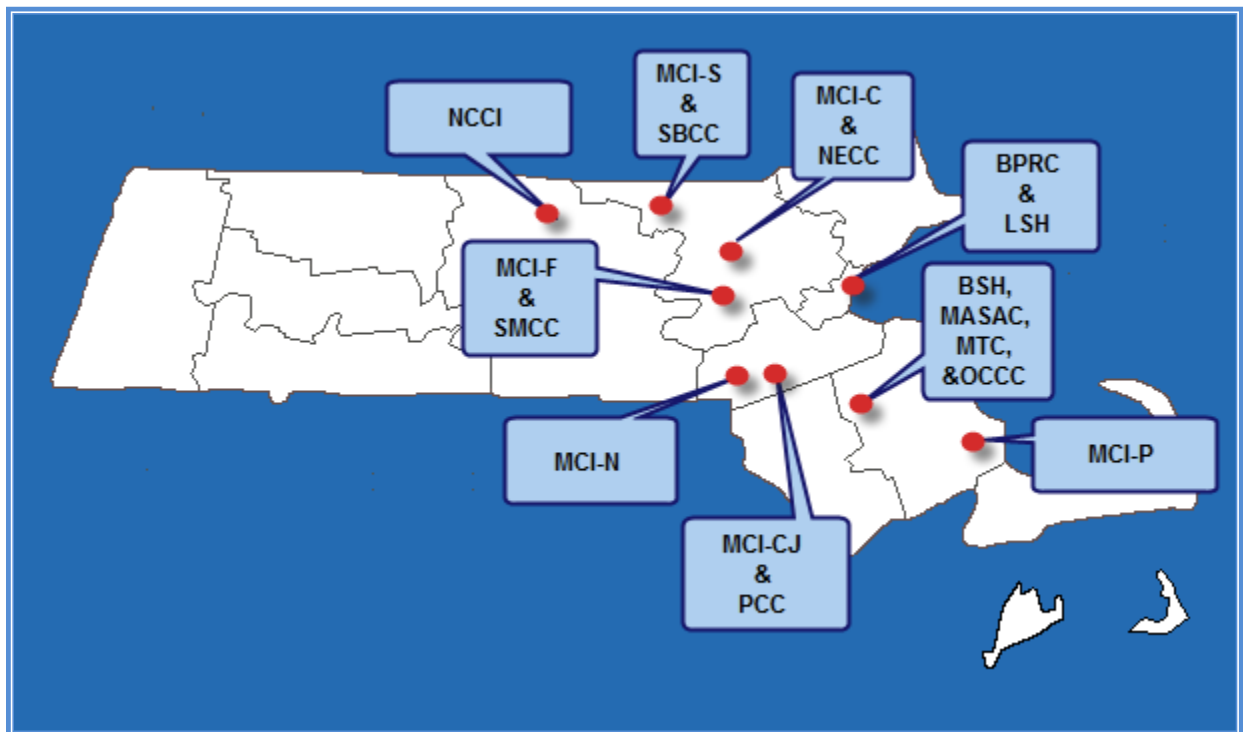 NCCI
MCI-S
&
SBCC
MCI-C
&
NECC
BPRC
&
LSH
MCI-F
&
SMCC
BSH,
MASAC,
MTC,
&OCCC
MCI-N
MCI-P
MCI-CJ
&
PCC